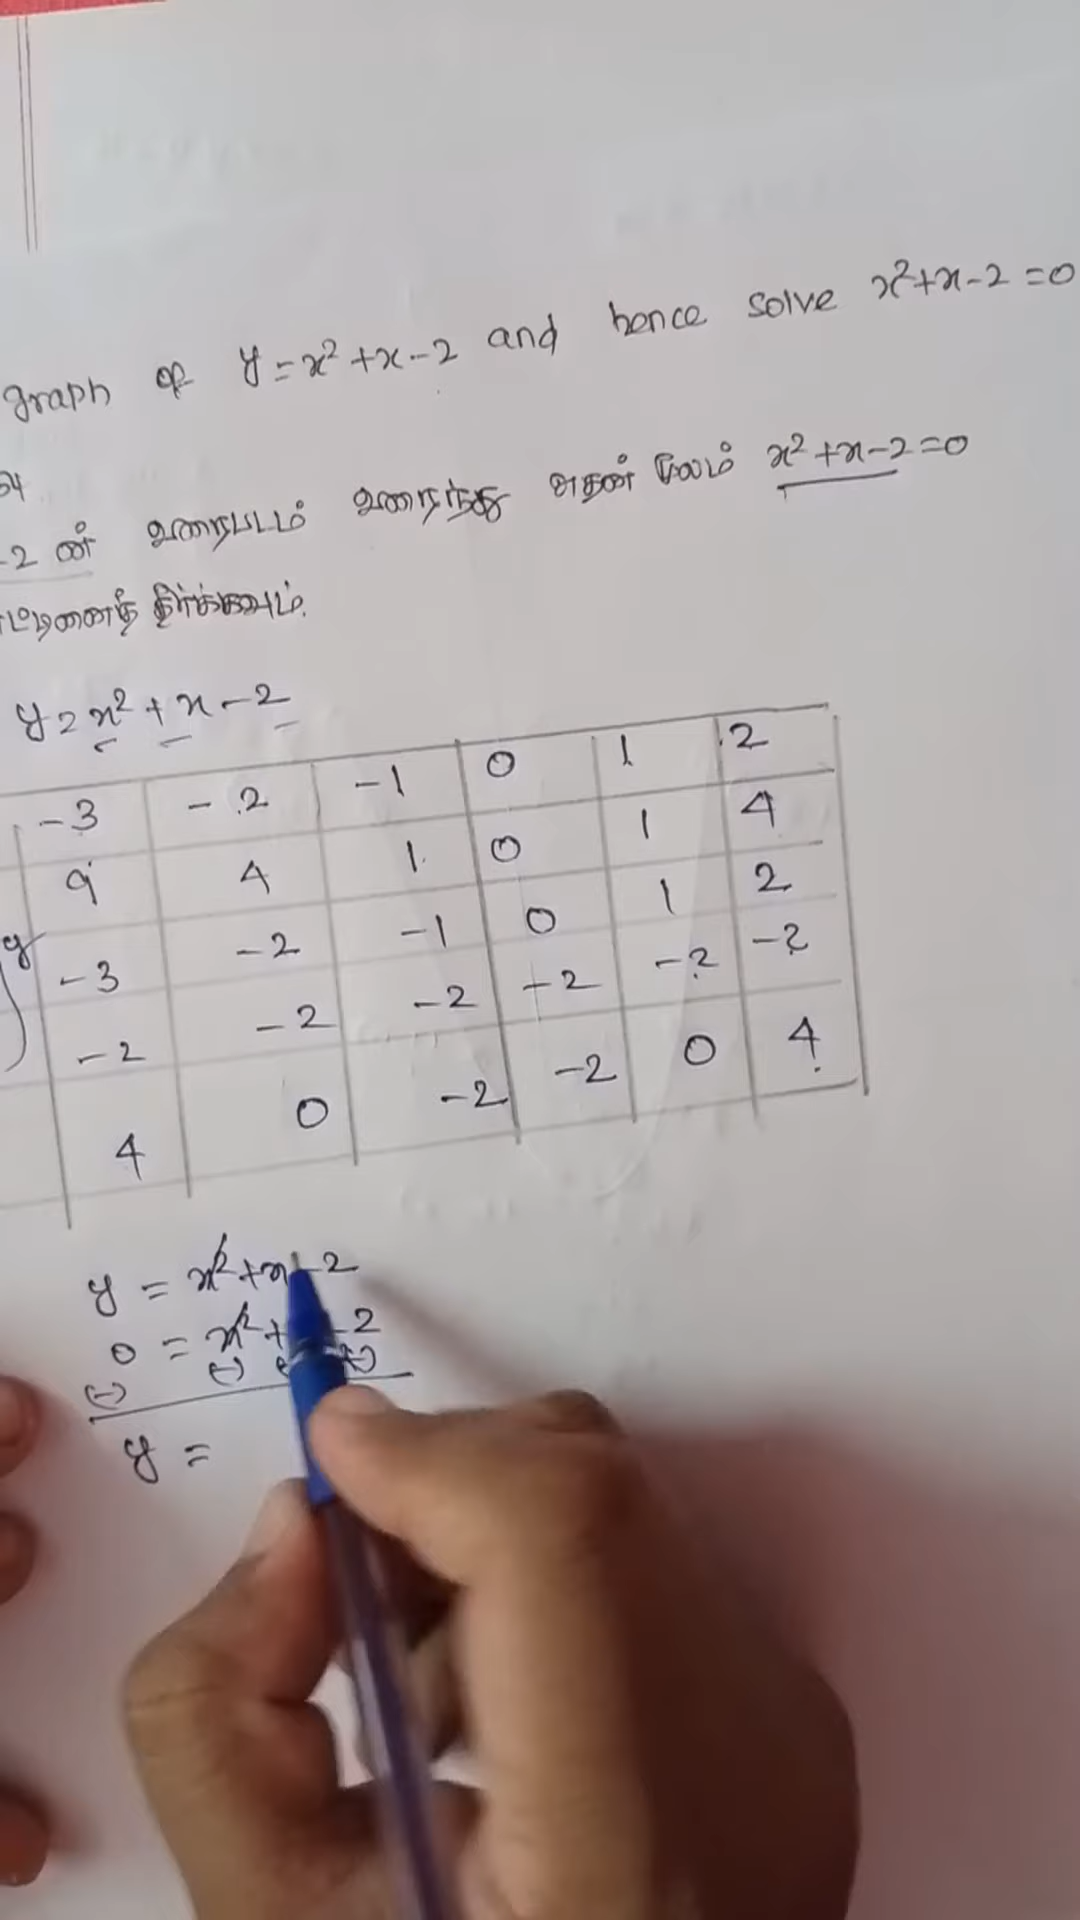 graph of y = x² + x - 2 and hence solve x² + x - 2 = 0
-2 ன் வரைபடம் வரைந்து அதன் மூலம் x² + x - 2 = 0
தீர்க்கவும்.
y = x² + x - 2
-3 -2 -1 0 1 2
9 4 1 0 1 4
-3 -2 -1 0 1 2
-2 -2 -2 -2 -2 -2
4 0 -2 -2 0 4
y = x² + x - 2
0 = x² + - 2
(-) (-) (+)
y =